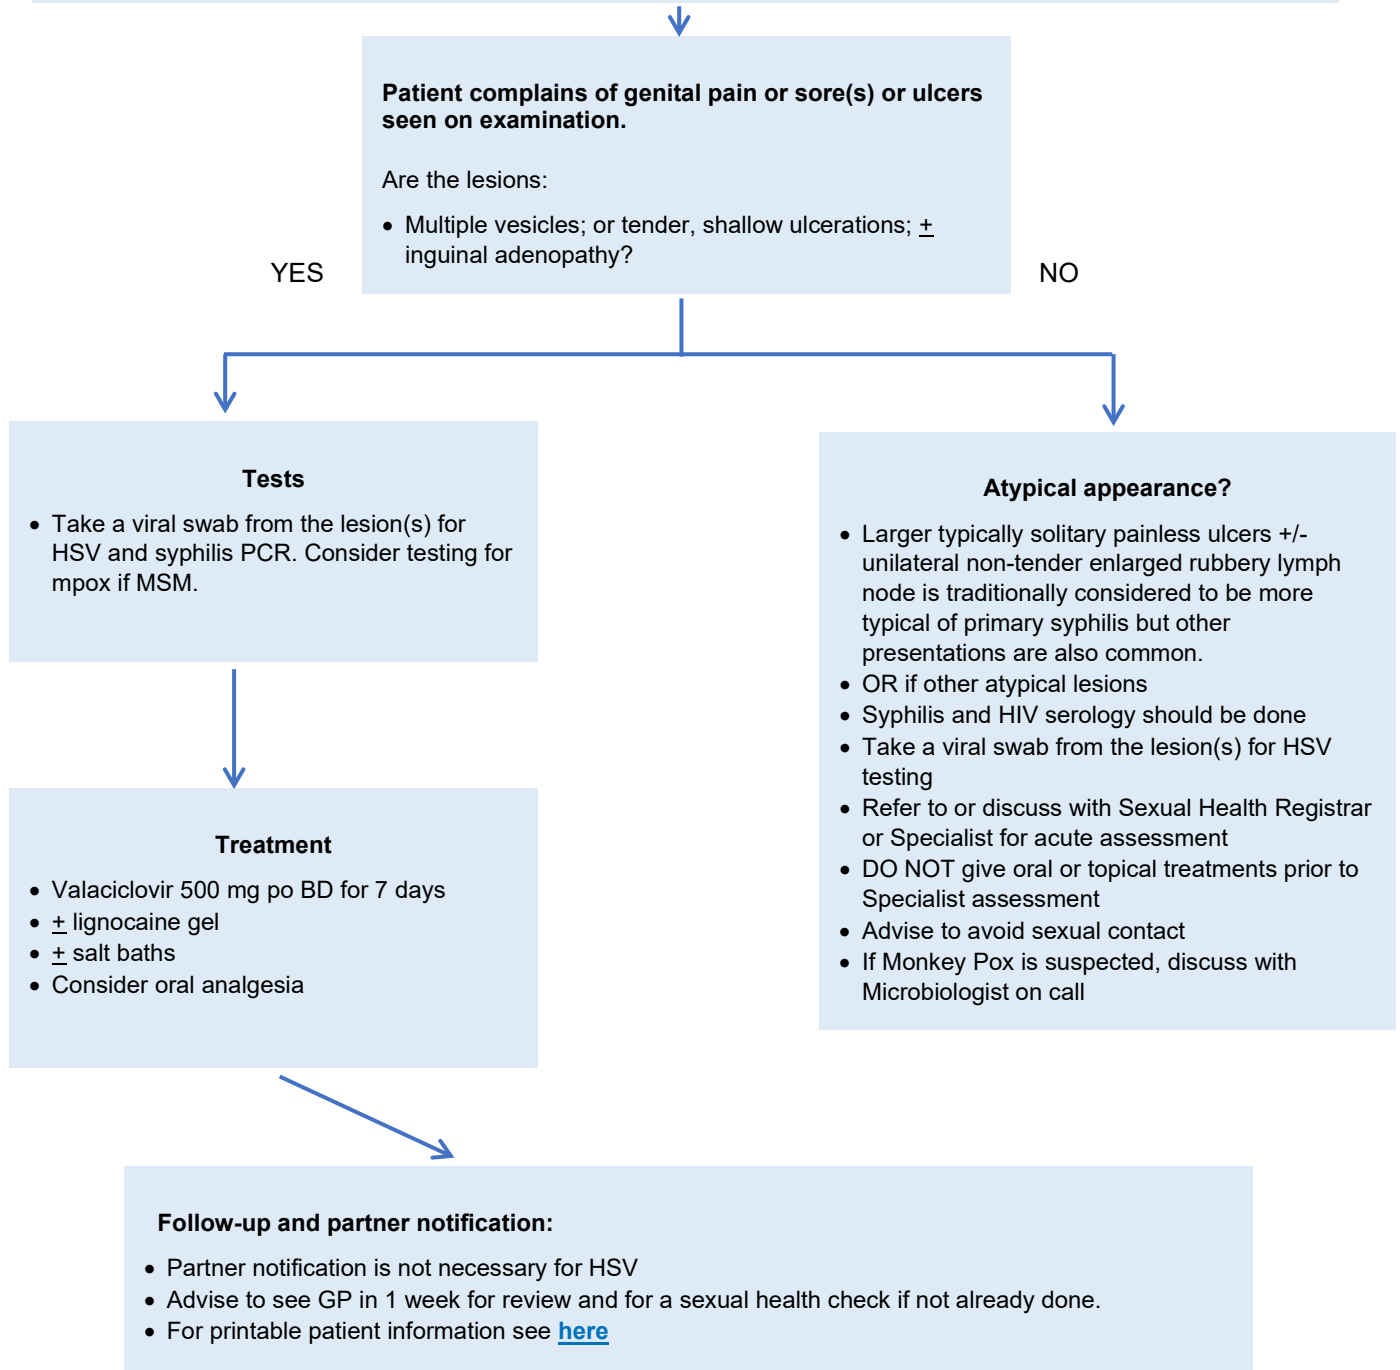 Patient complains of genital pain or sore(s) or ulcers
seen on examination.
Are the lesions:
• Multiple vesicles; or tender, shallow ulcerations; +
inguinal adenopathy?
YES
NO
Tests
• Take a viral swab from the lesion(s) for
HSV and syphilis PCR. Consider testing for
mpox if MSM.
Treatment
• Valaciclovir 500 mg po BD for 7 days
• + lignocaine gel
• + salt baths
• Consider oral analgesia
Atypical appearance?
• Larger typically solitary painless ulcers +/-
unilateral non-tender enlarged rubbery lymph
node is traditionally considered to be more
typical of primary syphilis but other
presentations are also common.
• OR if other atypical lesions
• Syphilis and HIV serology should be done
• Take a viral swab from the lesion(s) for HSV
testing
• Refer to or discuss with Sexual Health Registrar
or Specialist for acute assessment
• DO NOT give oral or topical treatments prior to
Specialist assessment
• Advise to avoid sexual contact
• If Monkey Pox is suspected, discuss with
Microbiologist on call
Follow-up and partner notification:
• Partner notification is not necessary for HSV
• Advise to see GP in 1 week for review and for a sexual health check if not already done.
• For printable patient information see here